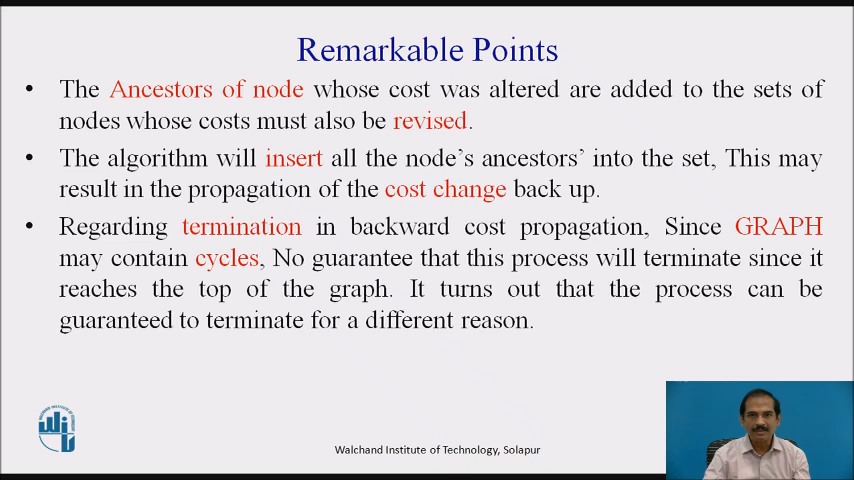 Remarkable Points
• The Ancestors of node whose cost was altered are added to the sets of
nodes whose costs must also be revised.
• The algorithm will insert all the node's ancestors' into the set, This may
result in the propagation of the cost change back up.
• Regarding termination in backward cost propagation, Since GRAPH
may contain cycles, No guarantee that this process will terminate since it
reaches the top of the graph. It turns out that the process can be
guaranteed to terminate for a different reason.
Walchand Institute of Technology, Solapur